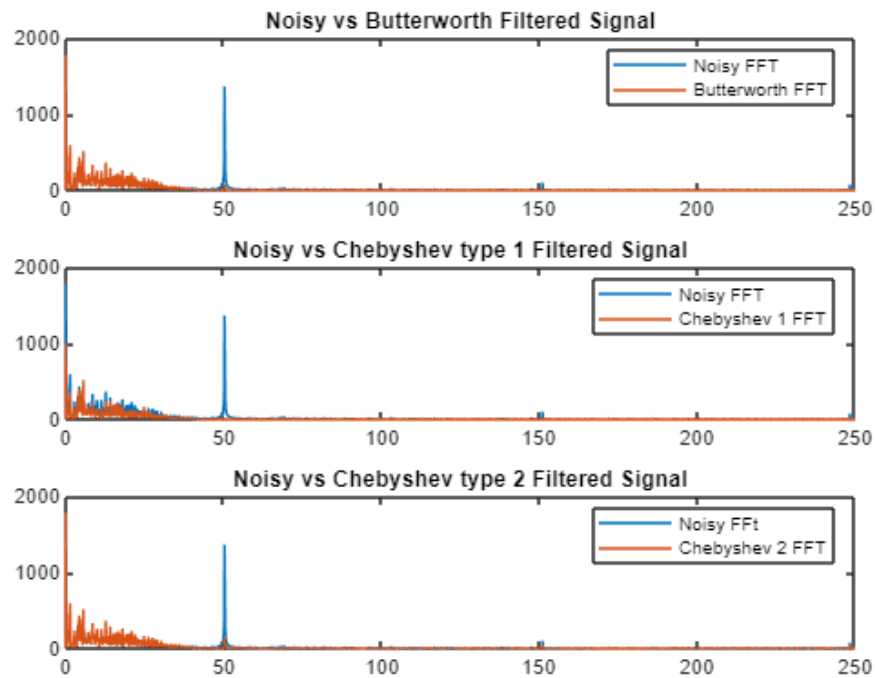 Noisy vs Butterworth Filtered Signal
2000
1000
0
Noisy FFT
Butterworth FFT
0 50 100 150 200 250
Noisy vs Chebyshev type 1 Filtered Signal
2000
1000
0
Noisy FFT
Chebyshev 1 FFT
0 50 100 150 200 250
Noisy vs Chebyshev type 2 Filtered Signal
2000
1000
0
Noisy FFt
Chebyshev 2 FFT
0 50 100 150 200 250